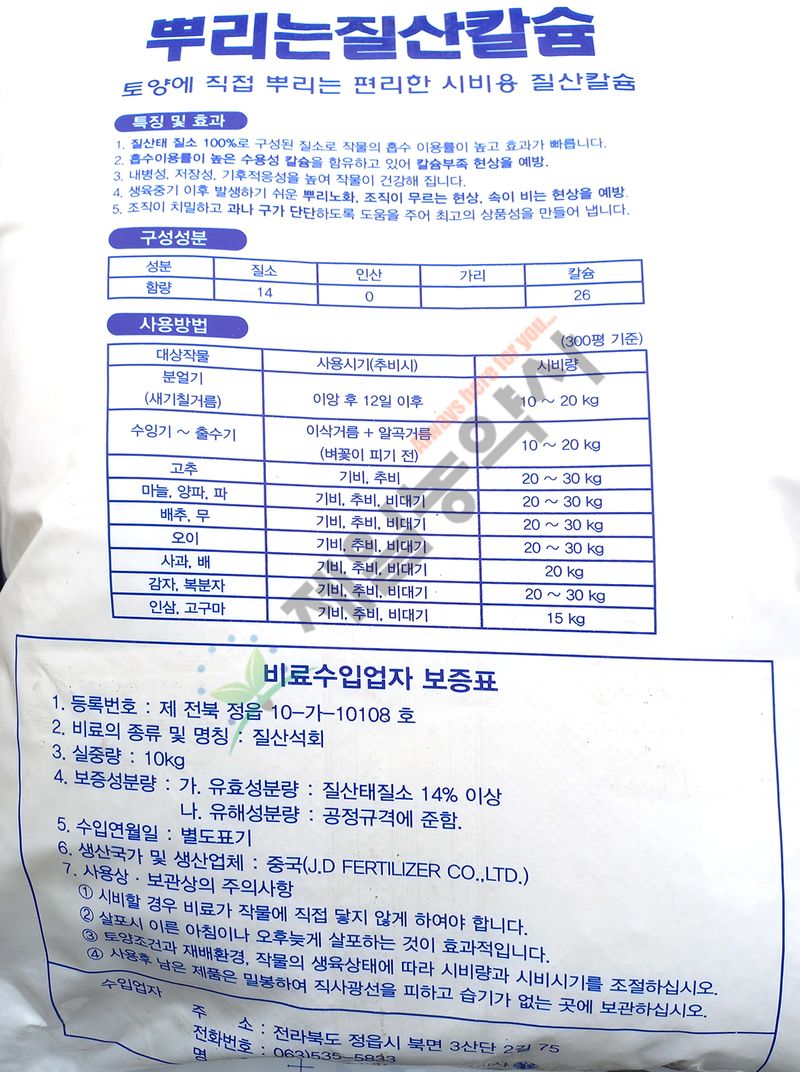 뿌리는질산칼슘
토양에 직접 뿌리는 편리한 시비용 질산칼슘
특징 및 효과
1. 질산태 질소 100%로 구성된 질소로 작물의 흡수 이용률이 높고 효과가 빠릅니다.
2. 흡수이용률이 높은 수용성 칼슘을 함유하고 있어 칼슘부족 현상을 예방.
3. 내병성, 저장성, 기후적응성을 높여 작물이 건강해 집니다.
4. 생육중기 이후 발생하기 쉬운 뿌리노화, 조직이 무르는 현상, 속이 비는 현상을 예방.
5. 조직이 치밀하고 과나 구가 단단하도록 도움을 주어 최고의 상품성을 만들어 냅니다.
구성성분
성분 질소 인산 가리 칼슘
함량 14 0 26
사용방법
(300평 기준)
대상작물 사용시기(추비시) 시비량
분얼기
(새기칠거름) 이앙 후 12일 이후 10 ~ 20 kg
수잉기 ~ 출수기 이삭거름 + 알곡거름
(벼꽃이 피기 전) 10 ~ 20 kg
고추 기비, 추비 20 ~ 30 kg
마늘, 양파, 파 기비, 추비, 비대기 20 ~ 30 kg
배추, 무 기비, 추비, 비대기 20 ~ 30 kg
오이 기비, 추비, 비대기 20 ~ 30 kg
사과, 배 기비, 추비, 비대기 20 kg
감자, 복분자 기비, 추비, 비대기 20 ~ 30 kg
인삼, 고구마 기비, 추비, 비대기 15 kg
Always here for you...
제일농약사
비료수입업자 보증표
1. 등록번호 : 제 전북 정읍 10-가-10108 호
2. 비료의 종류 및 명칭 : 질산석회
3. 실중량 : 10kg
4. 보증성분량 : 가. 유효성분량 : 질산태질소 14% 이상
나. 유해성분량 : 공정규격에 준함.
5. 수입연월일 : 별도표기
6. 생산국가 및 생산업체 : 중국(J.D FERTILIZER CO.,LTD.)
7. 사용상 · 보관상의 주의사항
① 시비할 경우 비료가 작물에 직접 닿지 않게 하여야 합니다.
② 살포시 이른 아침이나 오후늦게 살포하는 것이 효과적입니다.
③ 토양조건과 재배환경, 작물의 생육상태에 따라 시비량과 시비시기를 조절하십시오.
④ 사용후 남은 제품은 밀봉하여 직사광선을 피하고 습기가 없는 곳에 보관하십시오.
수입업자
주 소 : 전라북도 정읍시 북면 3산단 2길 75
전화번호 : 063)535-5833
명